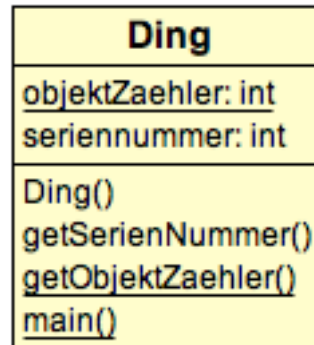 Ding
objektZaehler: int
seriennummer: int
Ding()
getSerienNummer()
getObjektZaehler()
main()